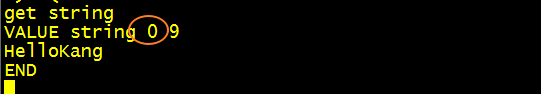 get string
VALUE string 0 9
HelloKang
END